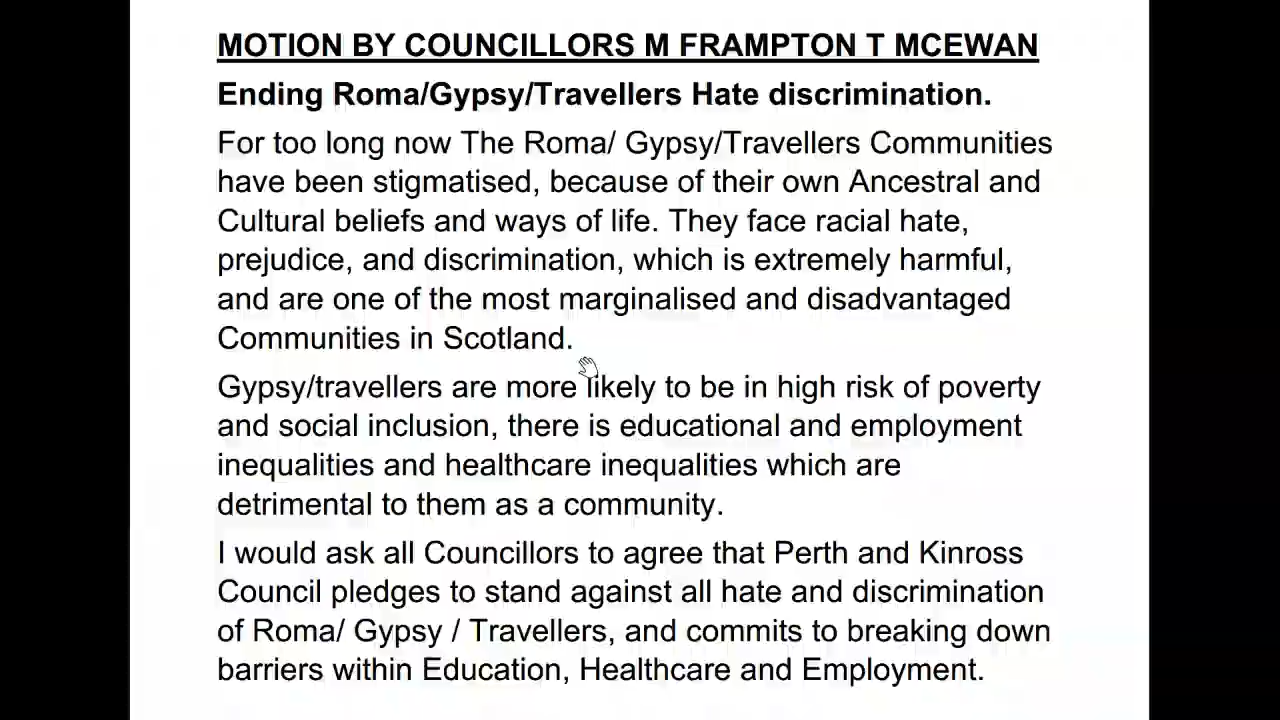 MOTION BY COUNCILLORS M FRAMPTON T MCEWAN
Ending Roma/Gypsy/Travellers Hate discrimination.
For too long now The Roma/ Gypsy/Travellers Communities
have been stigmatised, because of their own Ancestral and
Cultural beliefs and ways of life. They face racial hate,
prejudice, and discrimination, which is extremely harmful,
and are one of the most marginalised and disadvantaged
Communities in Scotland.
Gypsy/travellers are more likely to be in high risk of poverty
and social inclusion, there is educational and employment
inequalities and healthcare inequalities which are
detrimental to them as a community.
I would ask all Councillors to agree that Perth and Kinross
Council pledges to stand against all hate and discrimination
of Roma/ Gypsy / Travellers, and commits to breaking down
barriers within Education, Healthcare and Employment.